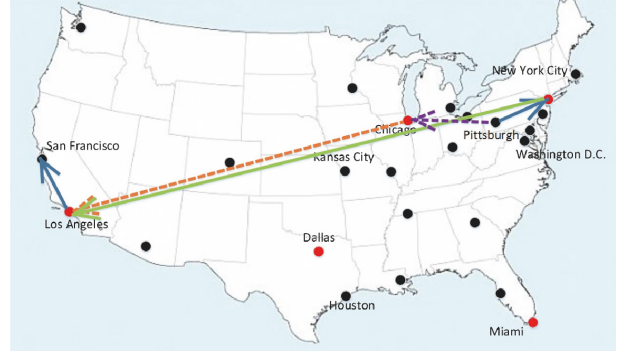 New York City
Chicago
Pittsburgh
San Francisco
Kansas City
Washington D.C.
Los Angeles
Dallas
Houston
Miami